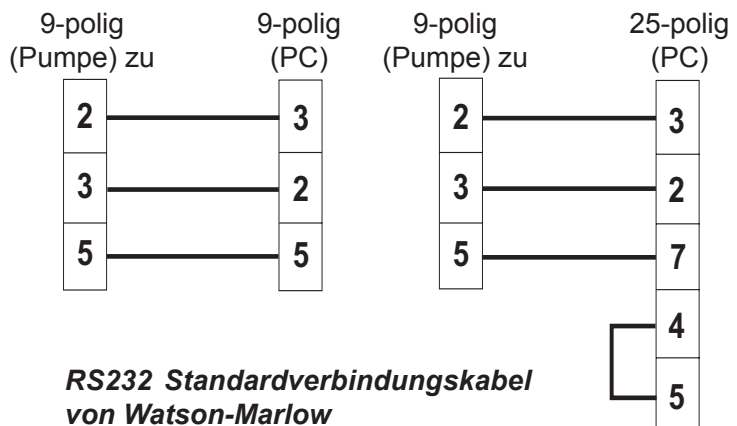 9-polig
(Pumpe) zu
9-polig
(PC)
2
3
3
2
5
5
9-polig
(Pumpe) zu
25-polig
(PC)
2
3
3
2
5
7
4
5
RS232 Standardverbindungskabel
von Watson-Marlow